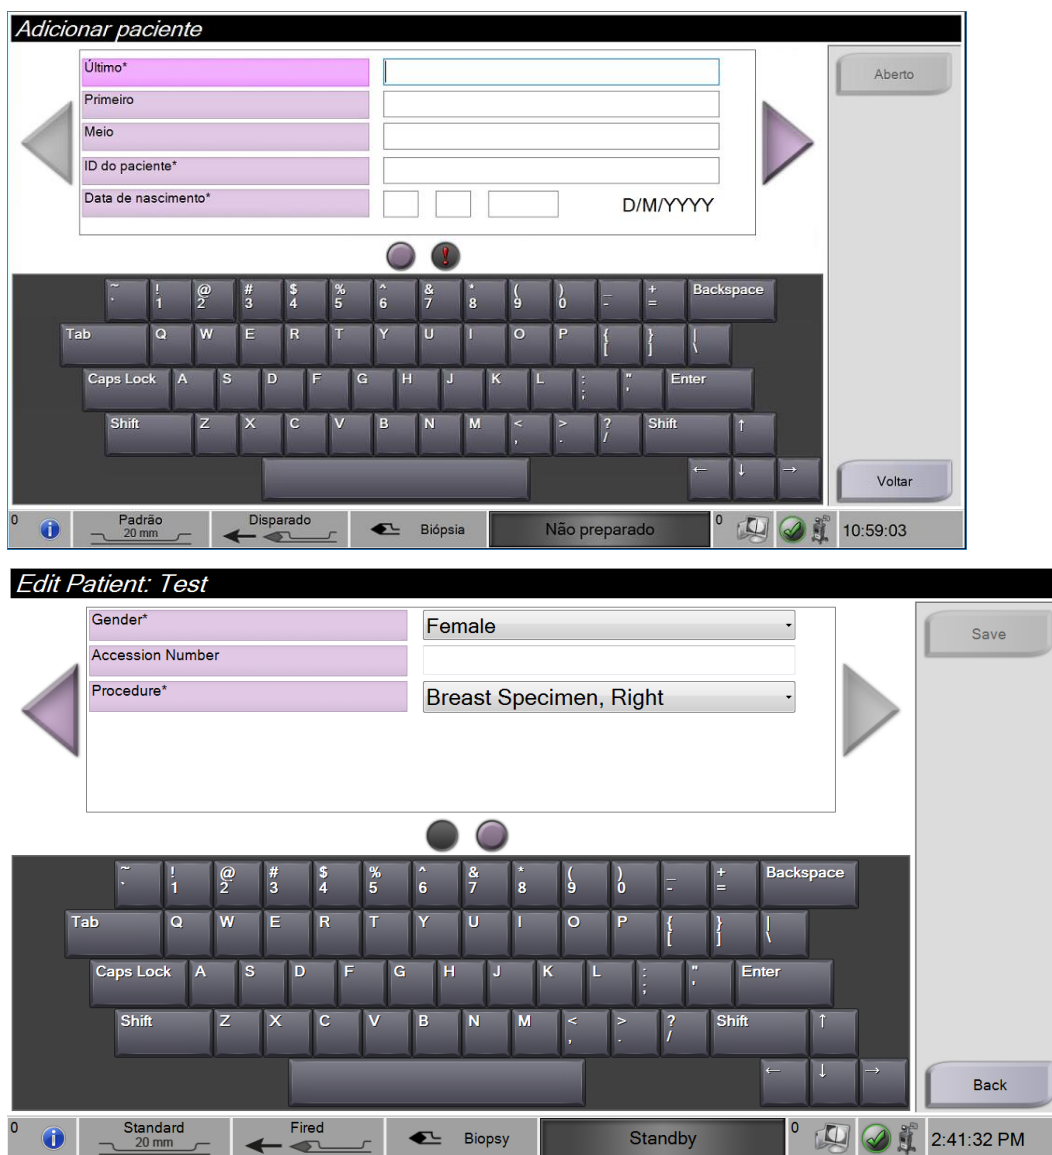 Adicionar paciente
Último*
Aberto
Primeiro
Meio
ID do paciente*
Data de nascimento* D/M/YYYY
~ ! @ # $ % ^ & * ( ) _ + Backspace
` 1 2 3 4 5 6 7 8 9 0 - =
Tab Q W E R T Y U I O P { } |
[ ] \
Caps Lock A S D F G H J K L : " Enter
; '
Shift Z X C V B N M < > ? Shift ↑
, . /
← ↓ →
Voltar
0 Padrão Disparado Biópsia Não preparado 0 10:59:03
20 mm
Edit Patient: Test
Gender* Female
Save
Accession Number
Procedure* Breast Specimen, Right
~ ! @ # $ % ^ & * ( ) _ + Backspace
` 1 2 3 4 5 6 7 8 9 0 - =
Tab Q W E R T Y U I O P { } |
[ ] \
Caps Lock A S D F G H J K L : " Enter
; '
Shift Z X C V B N M < > ? Shift ↑
, . /
← ↓ →
Back
0 Standard Fired Biopsy Standby 0 2:41:32 PM
20 mm